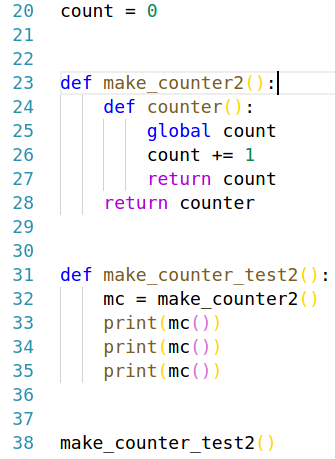 20 count = 0
21
22
23 def make_counter2():
24     def counter():
25         global count
26         count += 1
27         return count
28     return counter
29
30
31 def make_counter_test2():
32     mc = make_counter2()
33     print(mc())
34     print(mc())
35     print(mc())
36
37
38 make_counter_test2()